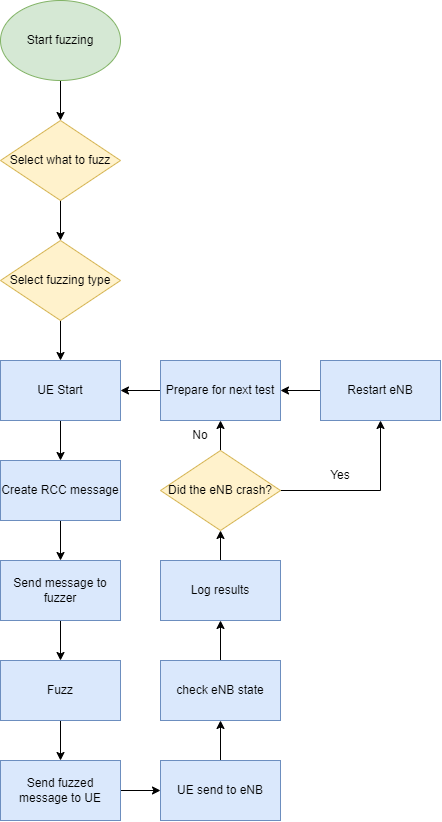 Start fuzzing
Select what to fuzz
Select fuzzing type
UE Start
Prepare for next test
Restart eNB
No
Yes
Create RCC message
Did the eNB crash?
Send message to
fuzzer
Log results
Fuzz
check eNB state
Send fuzzed
message to UE
UE send to eNB